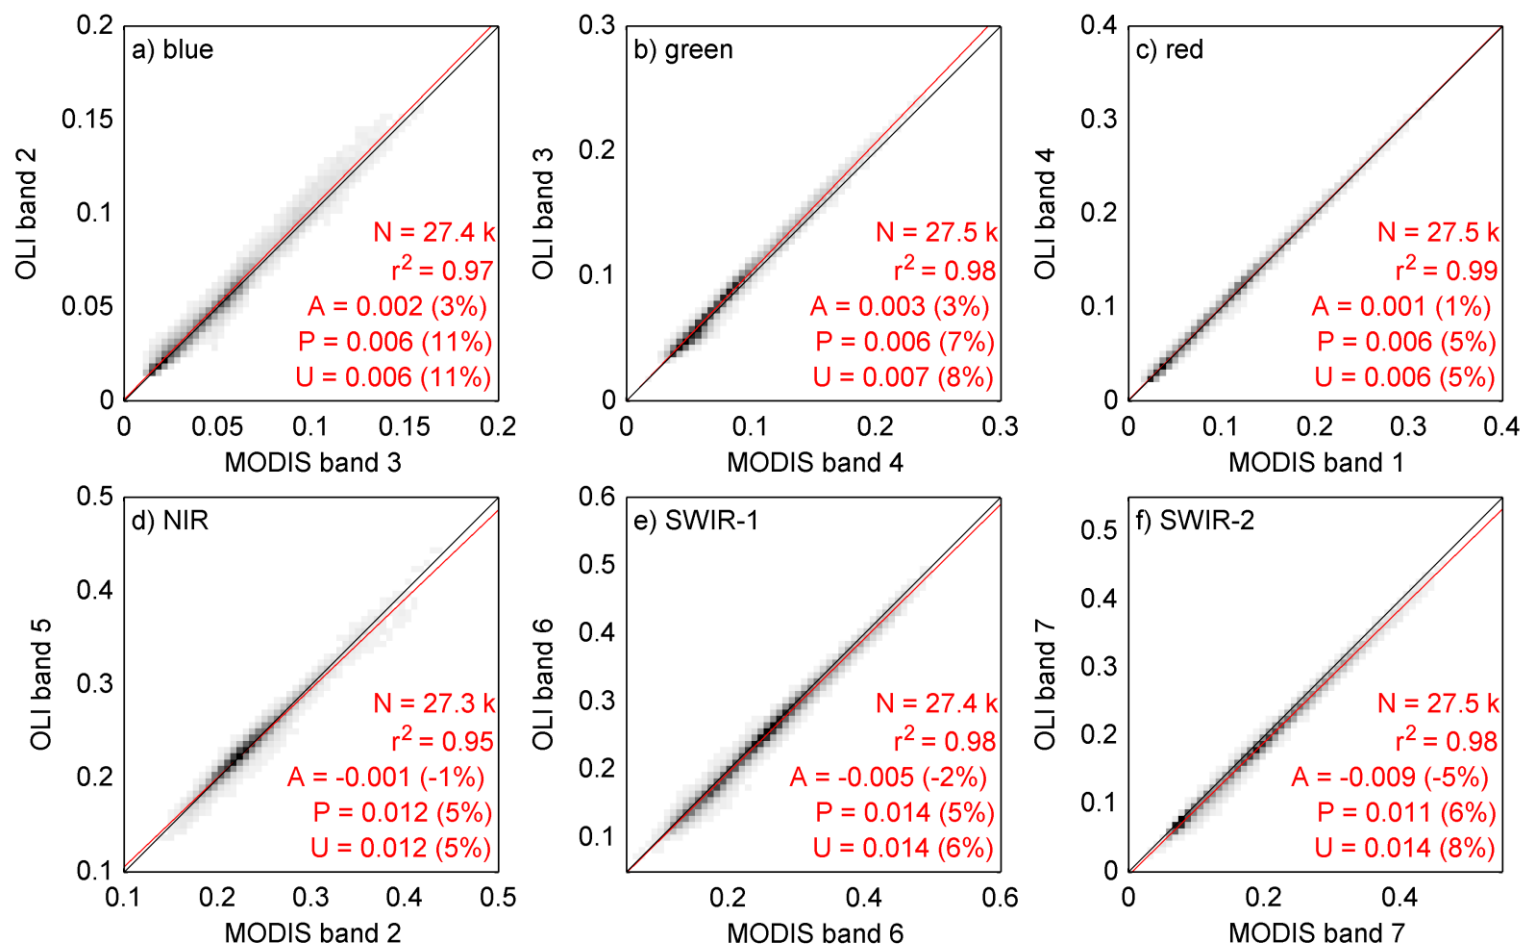 a) blue
OLI band 2
0.2
0.15
0.1
0.05
0
N = 27.4 k
r² = 0.97
A = 0.002 (3%)
P = 0.006 (11%)
U = 0.006 (11%)
0 0.05 0.1 0.15 0.2
MODIS band 3
b) green
OLI band 3
0.3
0.2
0.1
0
N = 27.5 k
r² = 0.98
A = 0.003 (3%)
P = 0.006 (7%)
U = 0.007 (8%)
0 0.1 0.2 0.3
MODIS band 4
c) red
OLI band 4
0.4
0.3
0.2
0.1
0
N = 27.5 k
r² = 0.99
A = 0.001 (1%)
P = 0.006 (5%)
U = 0.006 (5%)
0 0.1 0.2 0.3 0.4
MODIS band 1
d) NIR
OLI band 5
0.5
0.4
0.3
0.2
0.1
N = 27.3 k
r² = 0.95
A = -0.001 (-1%)
P = 0.012 (5%)
U = 0.012 (5%)
0.1 0.2 0.3 0.4 0.5
MODIS band 2
e) SWIR-1
OLI band 6
0.6
0.5
0.4
0.3
0.2
0.1
N = 27.4 k
r² = 0.98
A = -0.005 (-2%)
P = 0.014 (5%)
U = 0.014 (6%)
0.2 0.4 0.6
MODIS band 6
f) SWIR-2
OLI band 7
0.5
0.4
0.3
0.2
0.1
0
N = 27.5 k
r² = 0.98
A = -0.009 (-5%)
P = 0.011 (6%)
U = 0.014 (8%)
0 0.2 0.4
MODIS band 7